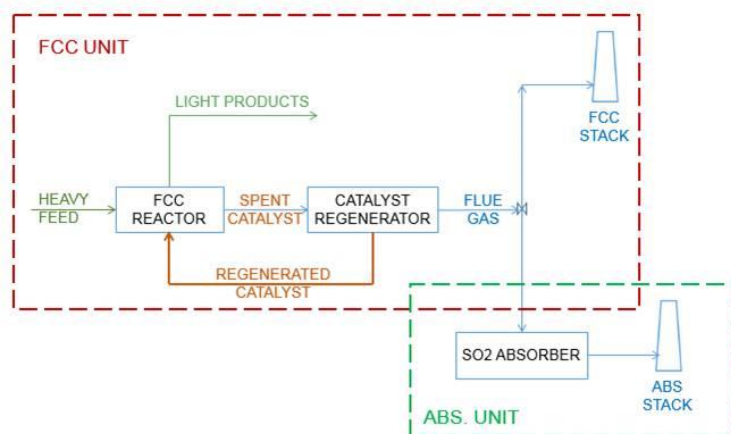 FCC UNIT
LIGHT PRODUCTS
FCC
STACK
HEAVY
FEED
FCC
REACTOR
SPENT
CATALYST
CATALYST
REGENERATOR
FLUE
GAS
REGENERATED
CATALYST
SO2 ABSORBER
ABS
STACK
ABS. UNIT